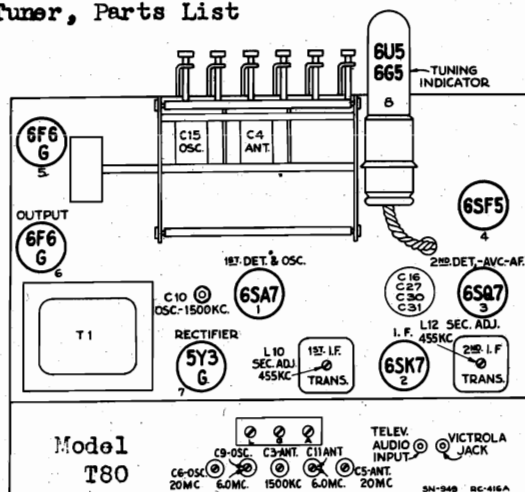 Tuner, Parts List
6U5
6G5
8
TUNING
INDICATOR
C15
OSC.
C4
ANT.
6F6
G
5
6SF5
4
OUTPUT
6F6
G
6
1ST. DET. & OSC.
6SA7
1
C10
OSC.-1500KC.
C16
C27
C30
C31
2ND. DET.-AVC-AF.
6SQ7
3
T1
RECTIFIER
5Y3
G
7
L10
SEC. ADJ.
455KC
1ST. I.F.
TRANS.
I.F.
6SK7
2
L12 SEC. ADJ.
455KC
2ND. I.F
TRANS.
Model
T80
L G A
C9-OSC. C3-ANT. C11 ANT
C6-OSC. 6.0MC. 1500KC 6.0MC. C5-ANT.
20MC 20MC
TELEV.
AUDIO
INPUT
VICTROLA
JACK
SN-949 RC-416A